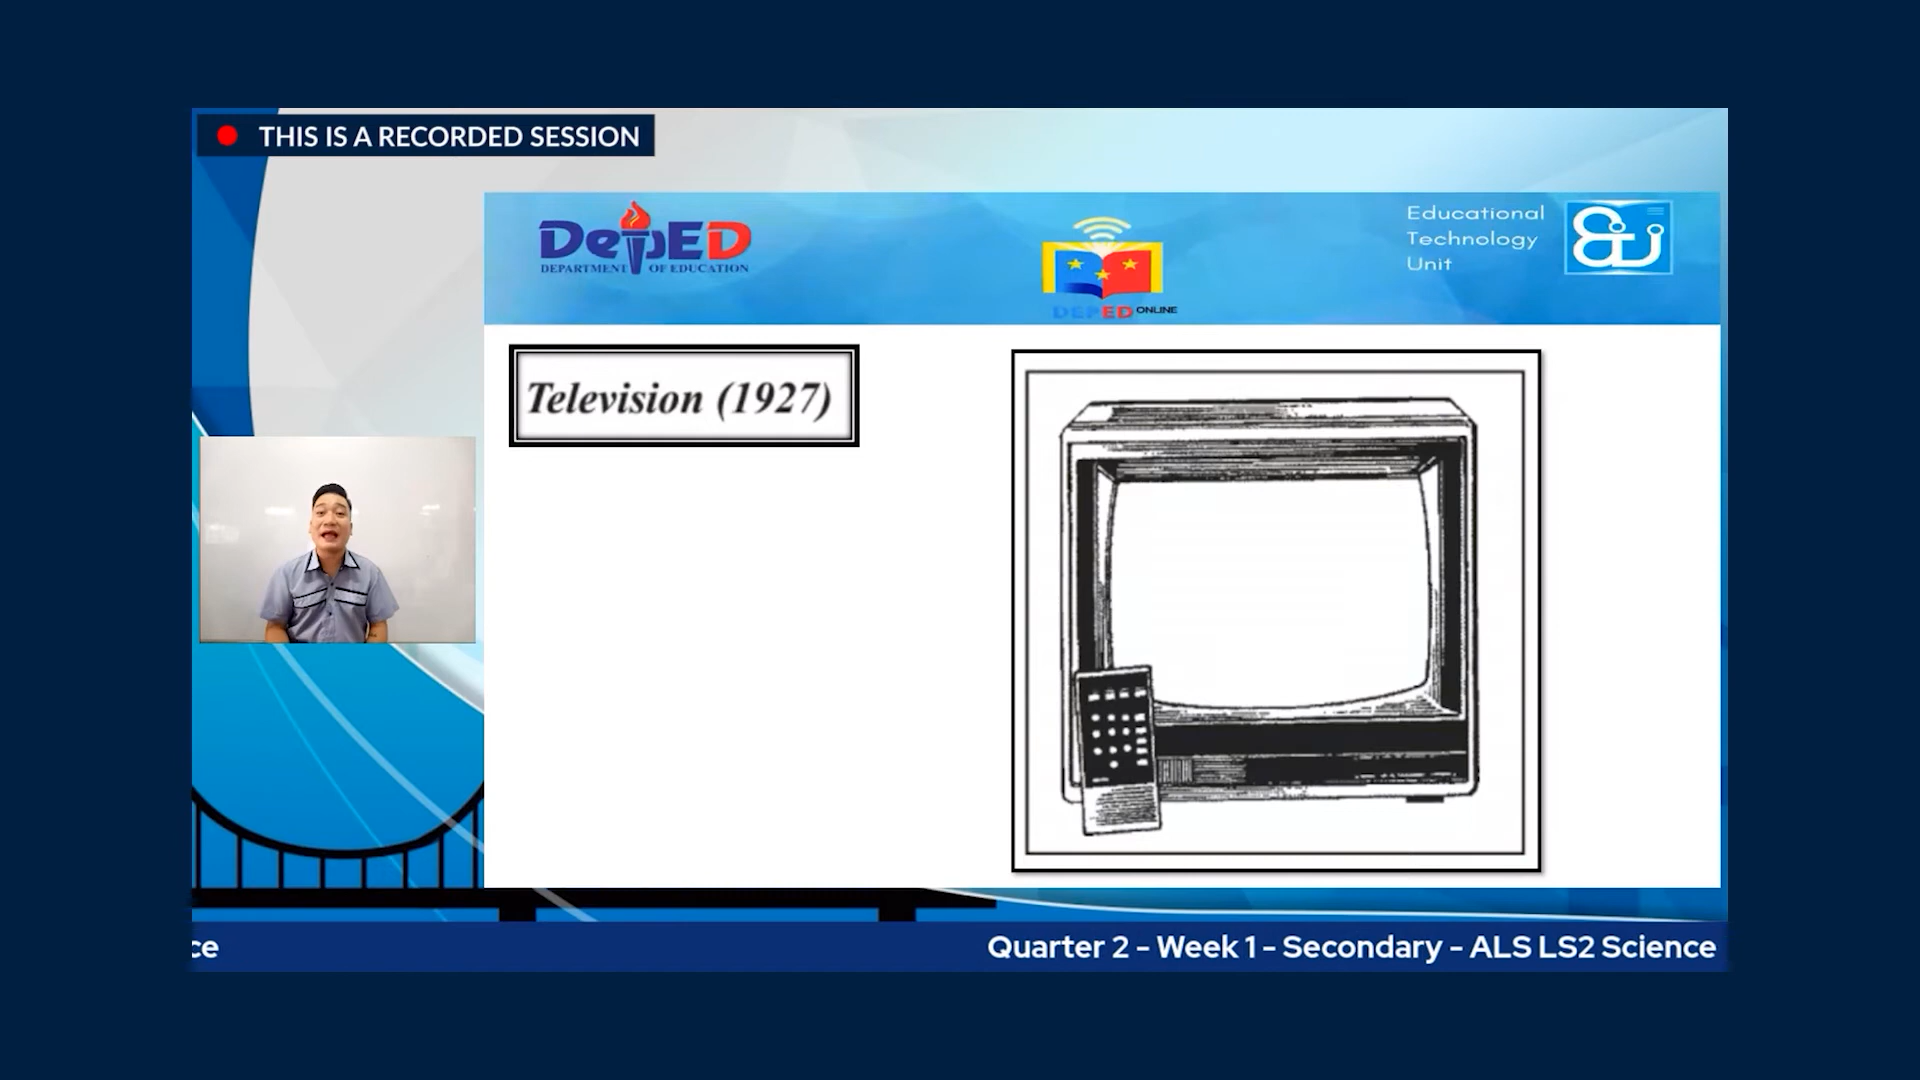 THIS IS A RECORDED SESSION
DepED
DEPARTMENT OF EDUCATION
DEPED ONLINE
Educational
Technology
Unit
Television (1927)
ce
Quarter 2 - Week 1 - Secondary - ALS LS2 Science